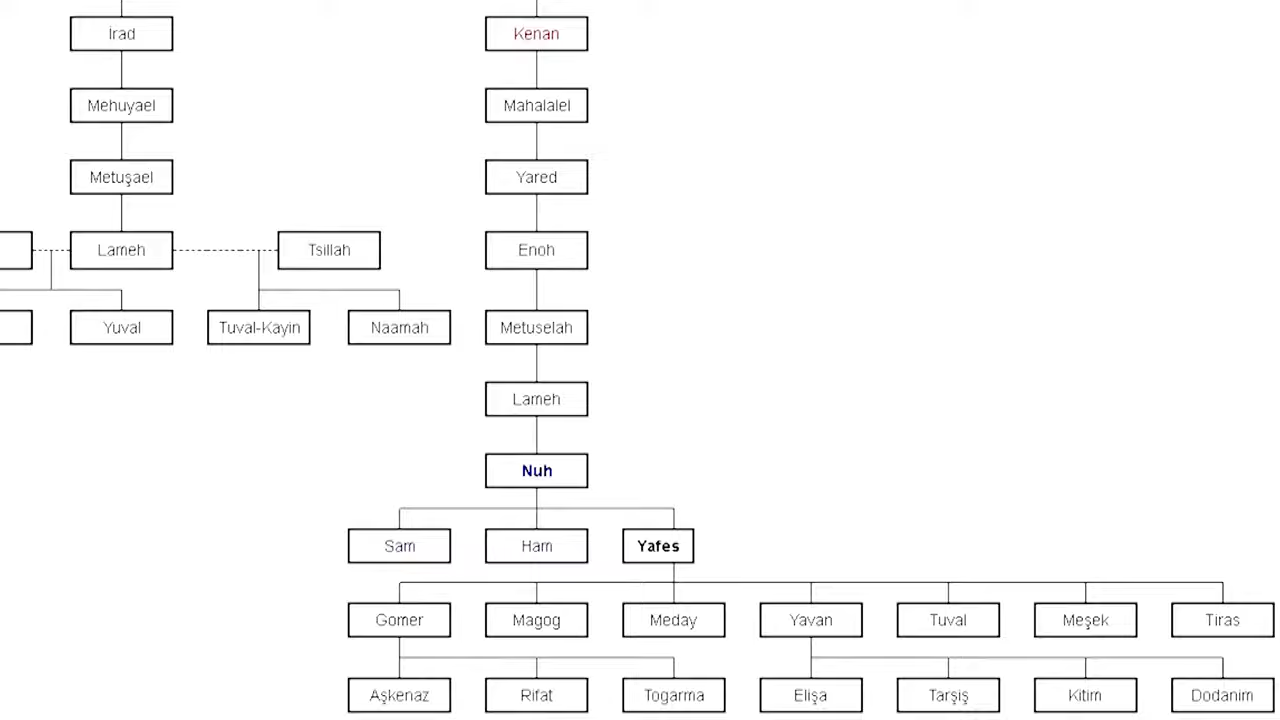 İrad
Kenan
Mehuyael
Mahalalel
Metuşael
Yared
Lameh
Tsillah
Enoh
Yuval
Tuval-Kayin
Naamah
Metuselah
Lameh
Nuh
Sam
Ham
Yafes
Gomer
Magog
Meday
Yavan
Tuval
Meşek
Tiras
Aşkenaz
Rifat
Togarma
Elişa
Tarşiş
Kitim
Dodanim